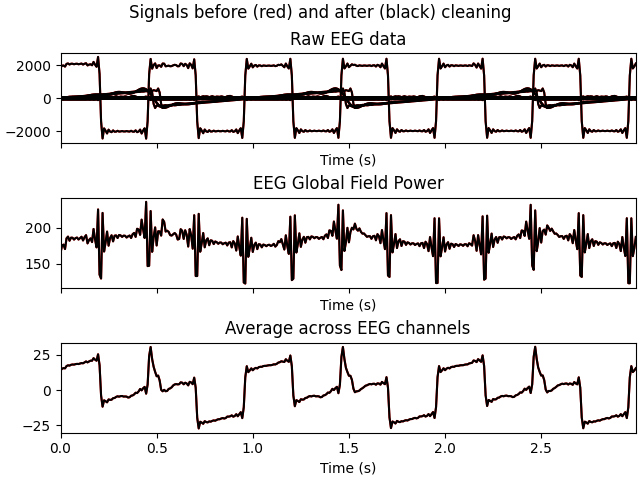 Signals before (red) and after (black) cleaning
Raw EEG data
2000
0
−2000
Time (s)
EEG Global Field Power
200
150
Time (s)
Average across EEG channels
25
0
−25
0.0 0.5 1.0 1.5 2.0 2.5
Time (s)